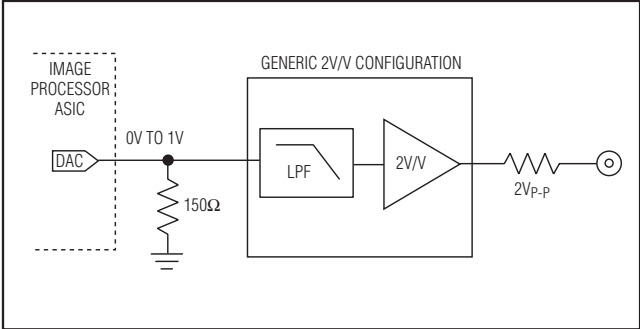 GENERIC 2V/V CONFIGURATION
IMAGE
PROCESSOR
ASIC
0V TO 1V
DAC
LPF
2V/V
150Ω
2VP-P